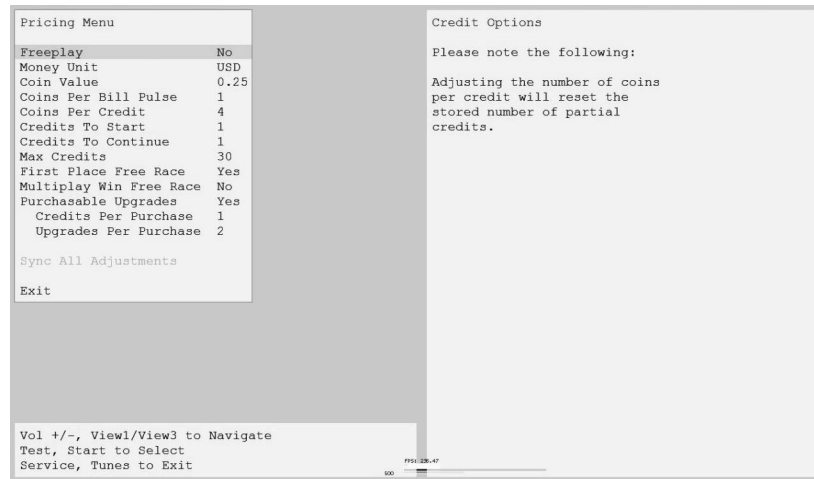 Pricing Menu
Freeplay No
Money Unit USD
Coin Value 0.25
Coins Per Bill Pulse 1
Coins Per Credit 4
Credits To Start 1
Credits To Continue 1
Max Credits 30
First Place Free Race Yes
Multiplay Win Free Race No
Purchasable Upgrades Yes
Credits Per Purchase 1
Upgrades Per Purchase 2
Sync All Adjustments
Exit
Vol +/-, View1/View3 to Navigate
Test, Start to Select
Service, Tunes to Exit
Credit Options
Please note the following:
Adjusting the number of coins
per credit will reset the
stored number of partial
credits.
FPS: 236.47
500